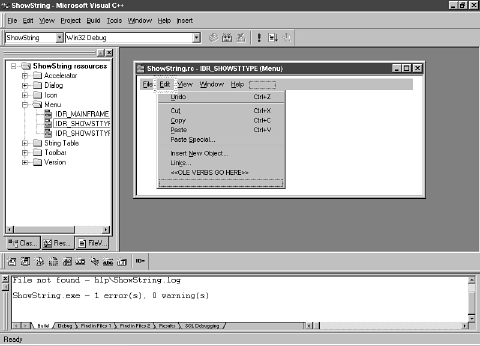 ShowString - Microsoft Visual C++
File Edit View Project Build Tools Window Help Insert
ShowString Win32 Debug
ShowString resources
Accelerator
Dialog
Icon
Menu
IDR_MAINFRAME
IDR_SHOWSTTYP
IDR_SHOWSTTYP
String Table
Toolbar
Version
Clas... Res... FileV...
ShowString.rc - IDR_SHOWSTTYPE (Menu)
File Edit View Window Help
Undo Ctrl+Z
Cut Ctrl+X
Copy Ctrl+C
Paste Ctrl+V
Paste Special...
Insert New Object...
Links...
<<OLE VERBS GO HERE>>
File not found - hlp\ShowString.log
ShowString.exe - 1 error(s), 0 warning(s)
Build Debug Find in Files 1 Find in Files 2 Results SQL Debugging
Ready